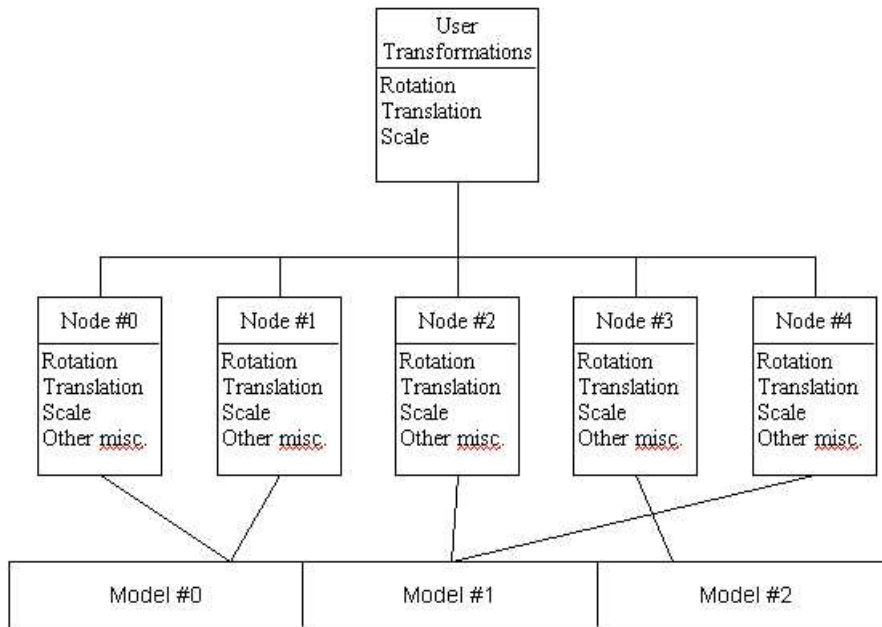 User
Transformations
Rotation
Translation
Scale
Node #0
Rotation
Translation
Scale
Other misc.
Node #1
Rotation
Translation
Scale
Other misc.
Node #2
Rotation
Translation
Scale
Other misc.
Node #3
Rotation
Translation
Scale
Other misc.
Node #4
Rotation
Translation
Scale
Other misc.
Model #0
Model #1
Model #2